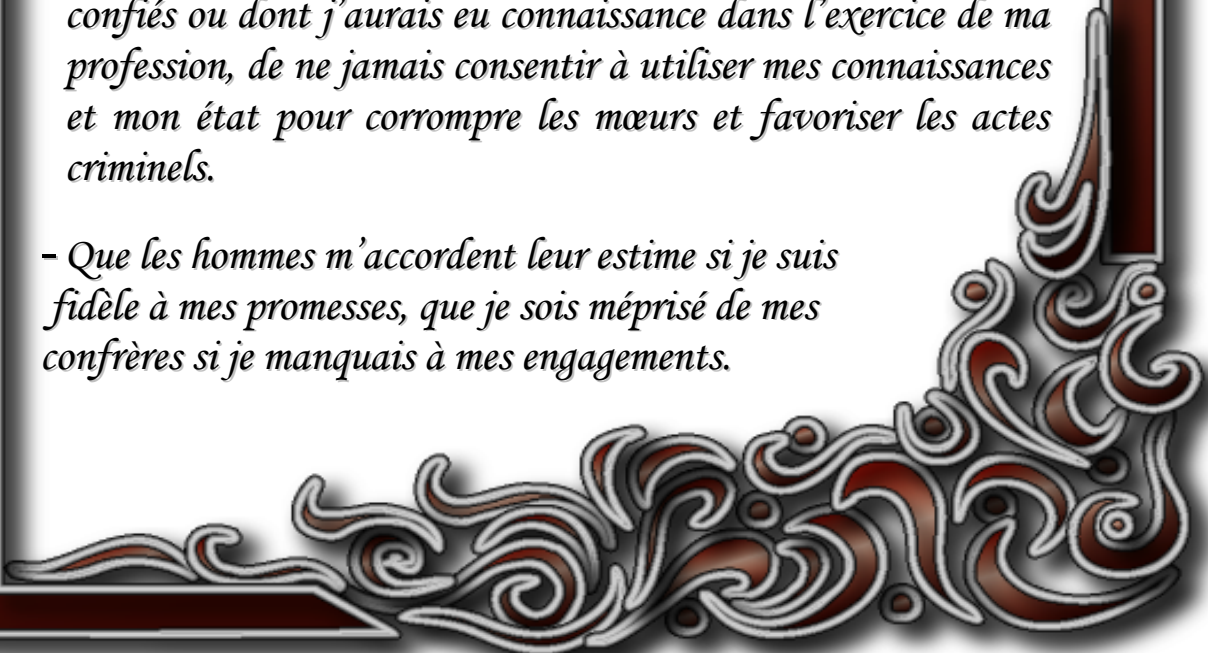 confiés ou dont j’aurais eu connaissance dans l’exercice de ma
profession, de ne jamais consentir à utiliser mes connaissances
et mon état pour corrompre les mœurs et favoriser les actes
criminels.
- Que les hommes m’accordent leur estime si je suis
fidèle à mes promesses, que je sois méprisé de mes
confrères si je manquais à mes engagements.